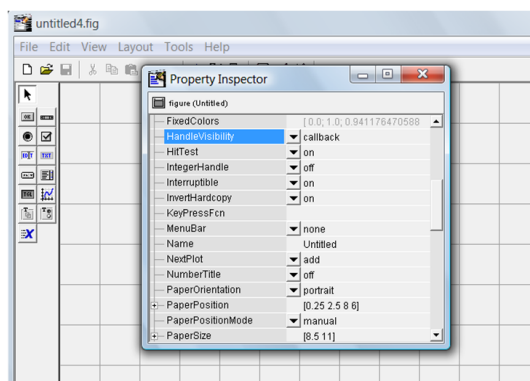 untitled4.fig
File Edit View Layout Tools Help
Property Inspector
figure (Untitled)
FixedColors [ 0.0; 1.0; 0.941176470588
HandleVisibility callback
HitTest on
IntegerHandle off
Interruptible on
InvertHardcopy on
KeyPressFcn
MenuBar none
Name Untitled
NextPlot add
NumberTitle off
PaperOrientation portrait
PaperPosition [0.25 2.5 8 6]
PaperPositionMode manual
PaperSize [8.5 11]